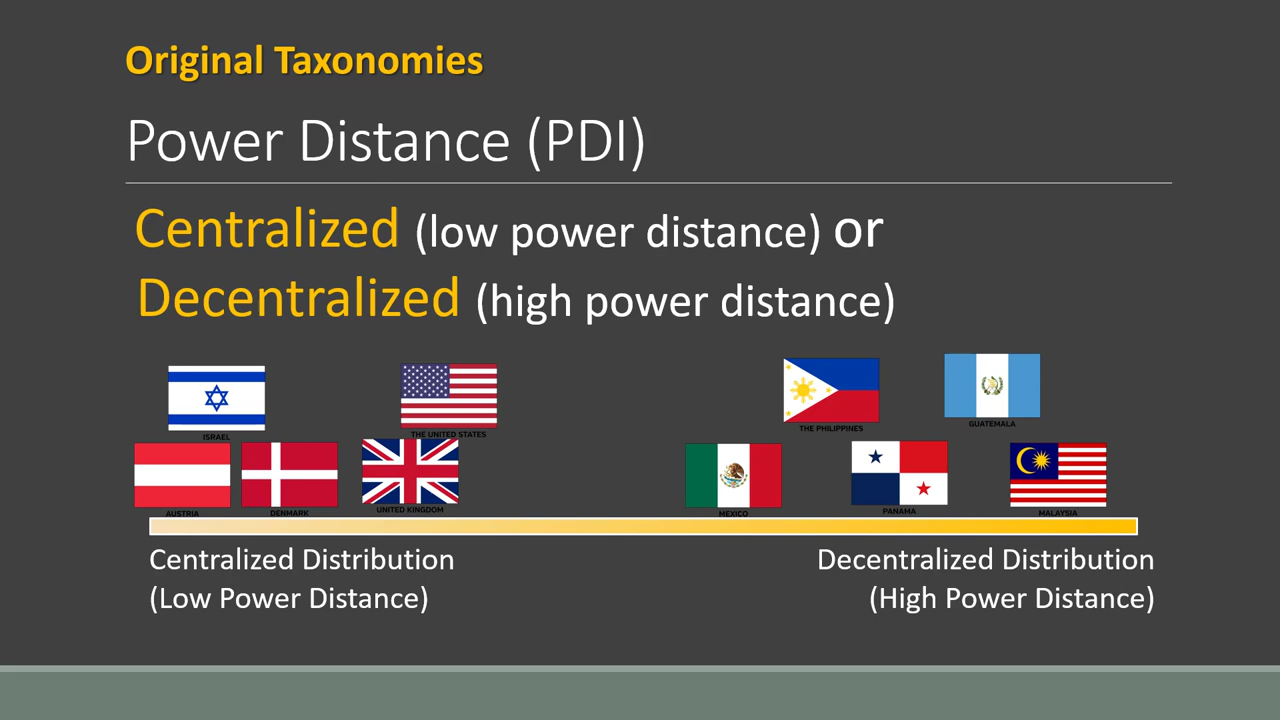 Original Taxonomies
Power Distance (PDI)
Centralized (low power distance) or
Decentralized (high power distance)
ISRAEL
THE UNITED STATES
THE PHILIPPINES
GUATEMALA
AUSTRIA
DENMARK
UNITED KINGDOM
MEXICO
PANAMA
MALAYSIA
Centralized Distribution
(Low Power Distance)
Decentralized Distribution
(High Power Distance)